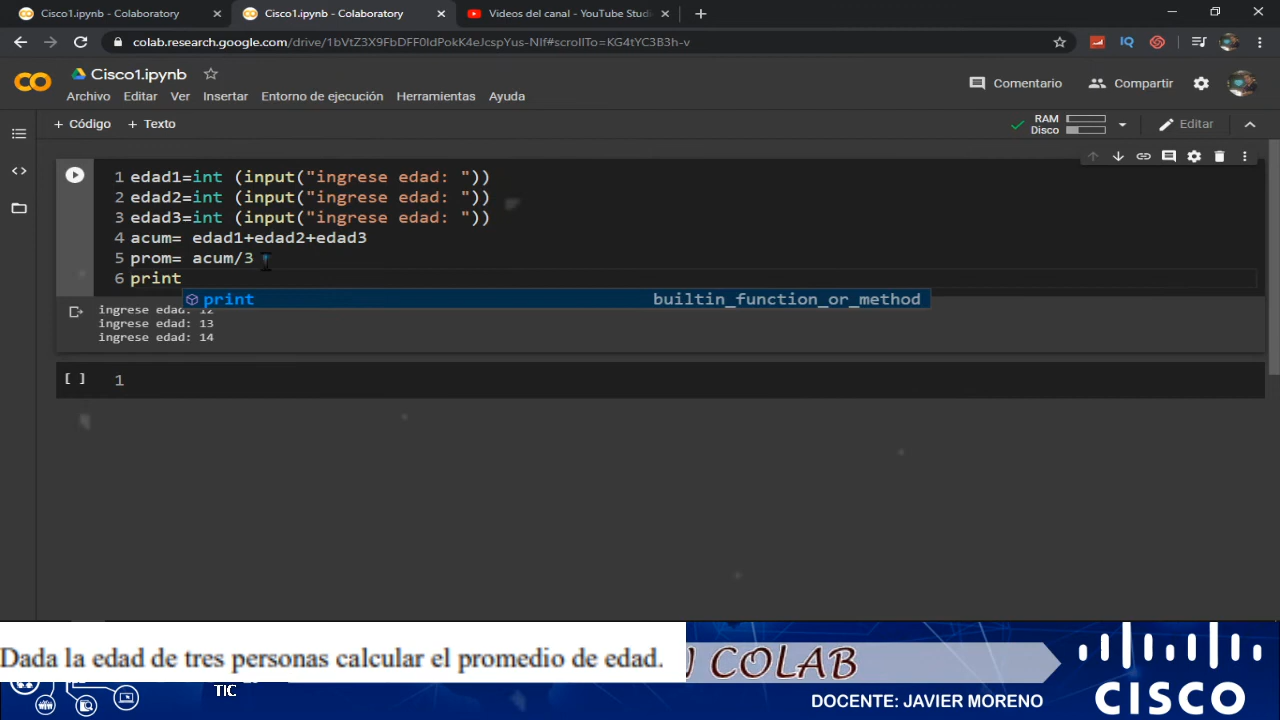 Cisco1.ipynb - Colaboratory
Cisco1.ipynb - Colaboratory
Videos del canal - YouTube Studi
colab.research.google.com/drive/1bVtZ3X9FbDFF0IdPokK4eJcspYus-NIf#scrollTo=KG4tYC3B3h-v
Cisco1.ipynb
Comentario
Compartir
Archivo Editar Ver Insertar Entorno de ejecución Herramientas Ayuda
+ Código + Texto
RAM
Disco
Editar
1 edad1=int (input("ingrese edad: "))
2 edad2=int (input("ingrese edad: "))
3 edad3=int (input("ingrese edad: "))
4 acum= edad1+edad2+edad3
5 prom= acum/3
6 print
print builtin_function_or_method
ingrese edad: 12
ingrese edad: 13
ingrese edad: 14
[ ] 1
Dada la edad de tres personas calcular el promedio de edad.
COLAB
TIC
DOCENTE: JAVIER MORENO
CISCO